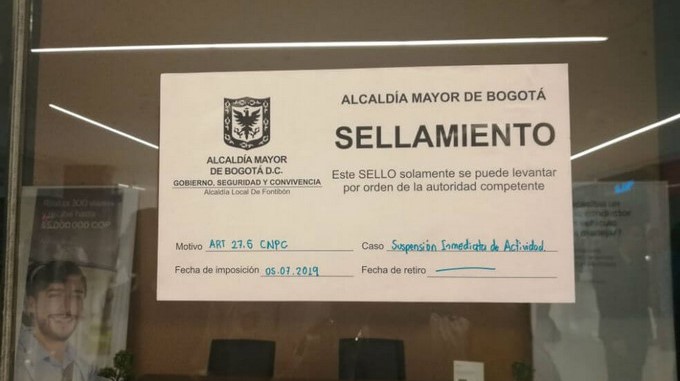 ALCALDÍA MAYOR
DE BOGOTÁ D.C.
GOBIERNO, SEGURIDAD Y CONVIVENCIA
Alcaldía Local De Fontibón
ALCALDÍA MAYOR DE BOGOTÁ
SELLAMIENTO
Este SELLO solamente se puede levantar
por orden de la autoridad competente
Motivo ART 27.6 CNPC
Caso Suspensión Inmediata de Actividad.
Fecha de imposición 05.07.2019
Fecha de retiro